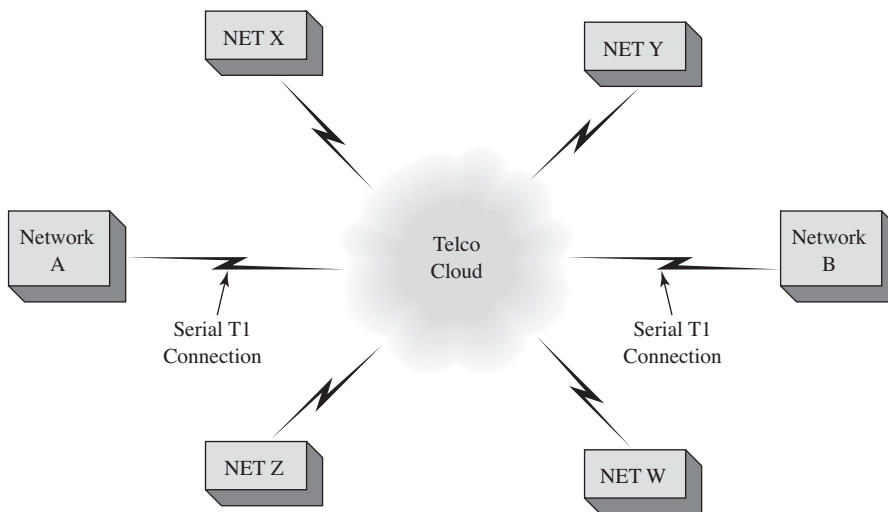 NET X
NET Y
Network
A
Telco
Cloud
Network
B
Serial T1
Connection
Serial T1
Connection
NET Z
NET W